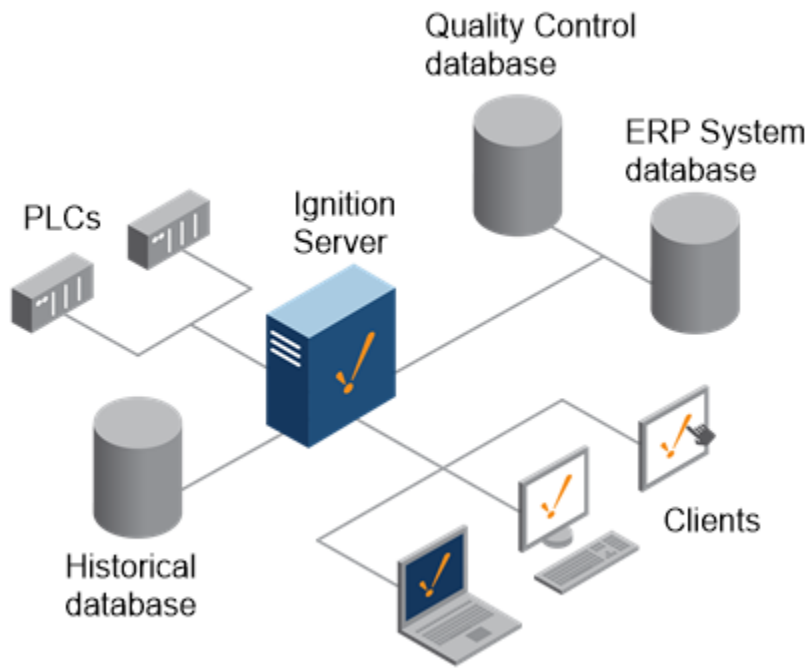 Quality Control
database
ERP System
database
PLCs
Ignition
Server
Clients
Historical
database